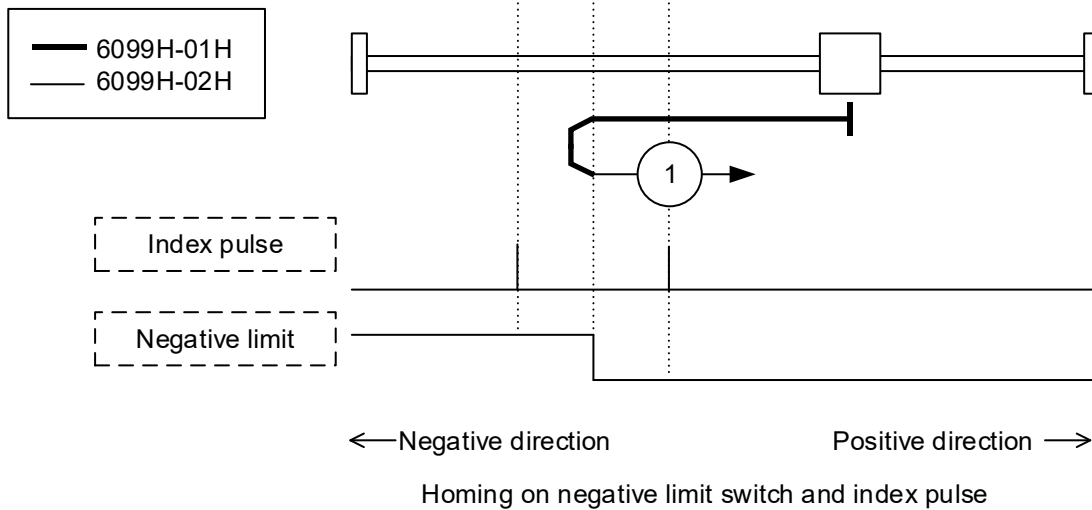 6099H-01H
6099H-02H
1
Index pulse
Negative limit
Negative direction
Positive direction
Homing on negative limit switch and index pulse